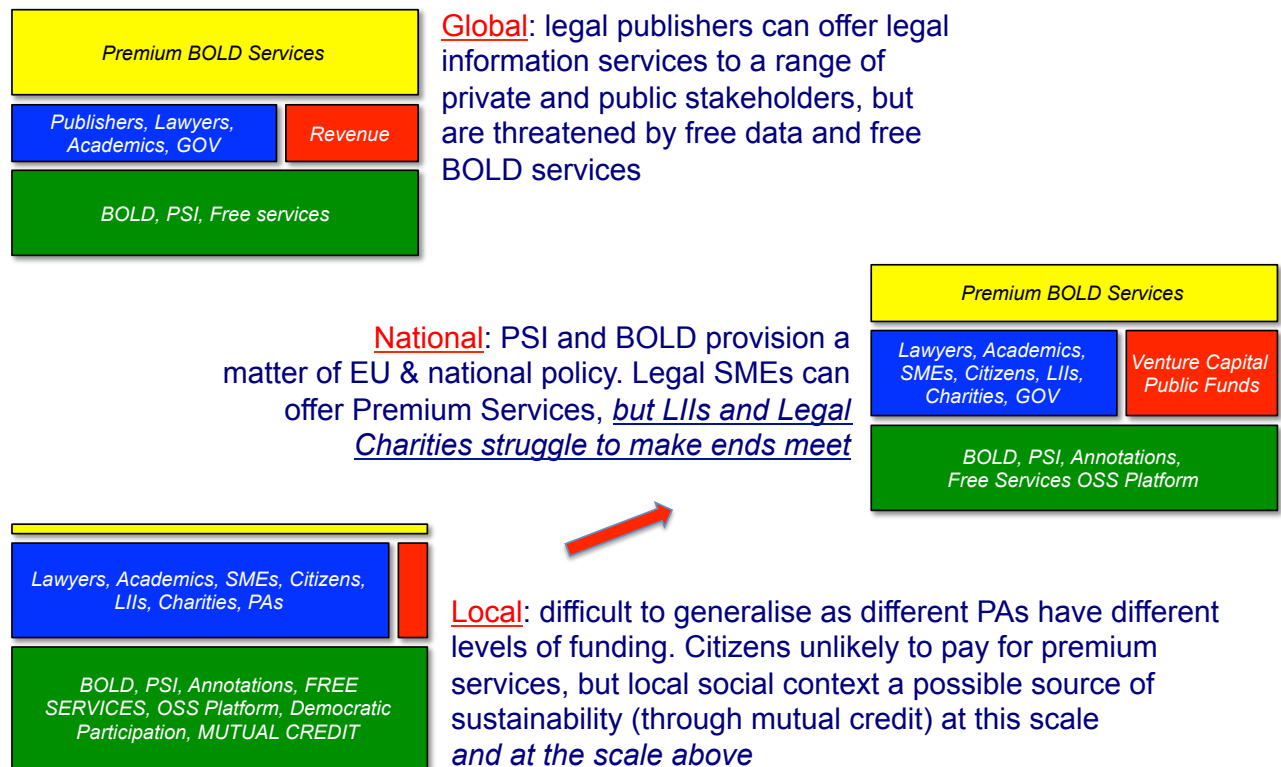 Premium BOLD Services
Publishers, Lawyers,
Academics, GOV
Revenue
BOLD, PSI, Free services
Global: legal publishers can offer legal
information services to a range of
private and public stakeholders, but
are threatened by free data and free
BOLD services
National: PSI and BOLD provision a
matter of EU & national policy. Legal SMEs can
offer Premium Services, but LIIs and Legal
Charities struggle to make ends meet
Premium BOLD Services
Lawyers, Academics,
SMEs, Citizens, LIIs,
Charities, GOV
Venture Capital
Public Funds
BOLD, PSI, Annotations,
Free Services OSS Platform
Lawyers, Academics, SMEs, Citizens,
LIIs, Charities, PAs
BOLD, PSI, Annotations, FREE
SERVICES, OSS Platform, Democratic
Participation, MUTUAL CREDIT
Local: difficult to generalise as different PAs have different
levels of funding. Citizens unlikely to pay for premium
services, but local social context a possible source of
sustainability (through mutual credit) at this scale
and at the scale above